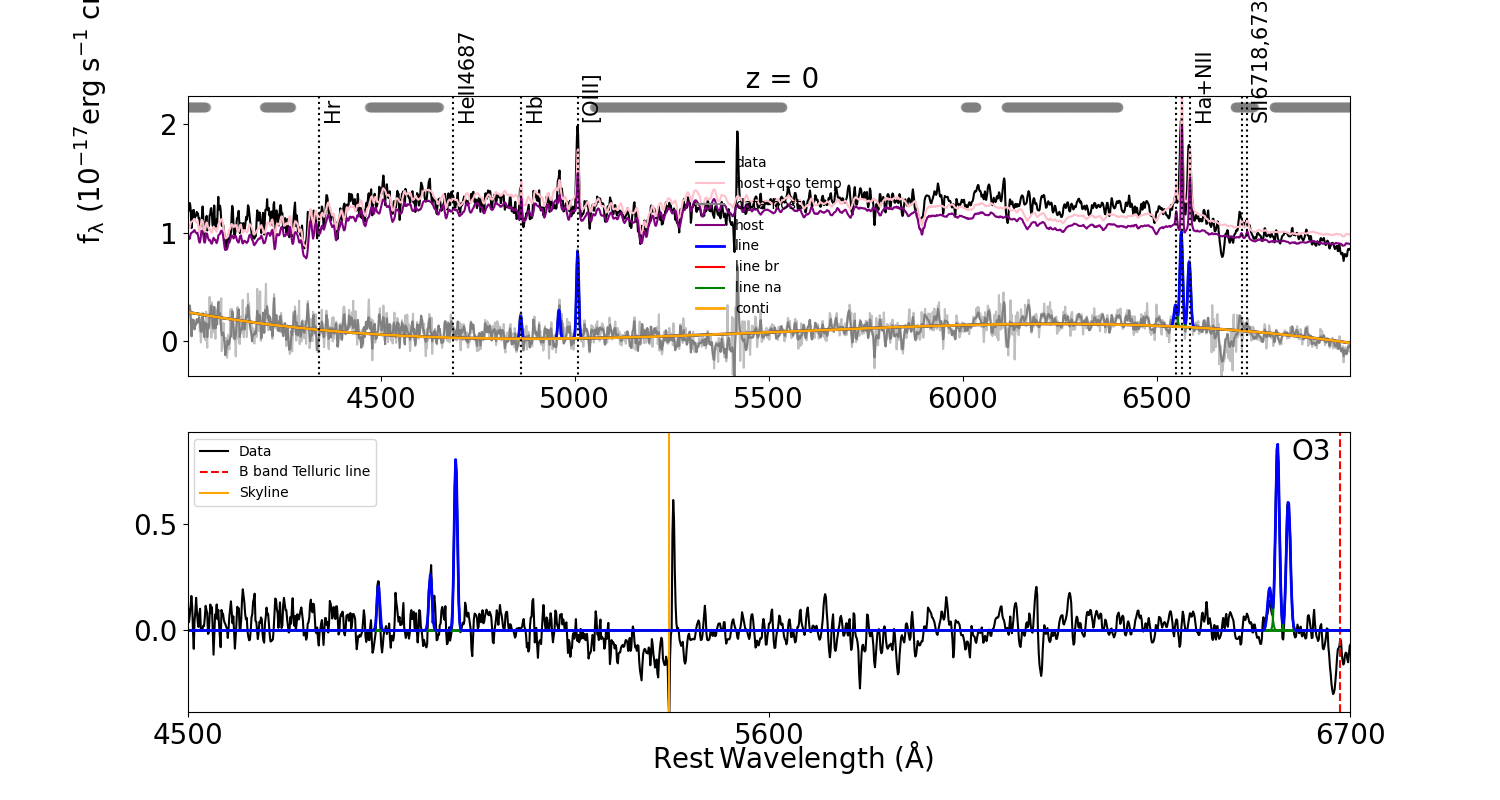 z = 0
fλ (10−17erg s−1 c
Hr
HeII4687
Hb
[OIII]
Ha+NII
SII6718,673
2
1
0
data
host+qso temp
host
line
line br
line na
conti
4500
5000
5500
6000
6500
O3
Data
B band Telluric line
Skyline
0.5
0.0
4500
5600
6700
Rest Wavelength (Å)